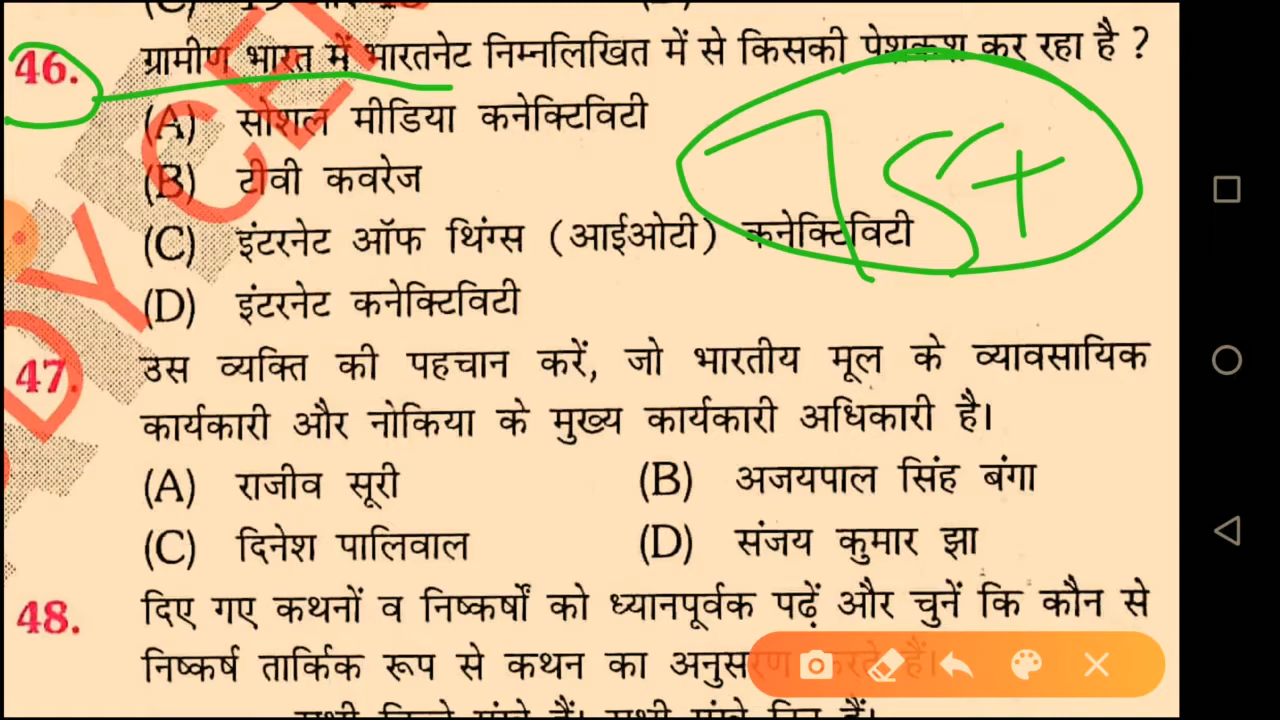 46. ग्रामीण भारत में भारतनेट निम्नलिखित में से किसकी पेशकश कर रहा है ?
(A) सोशल मीडिया कनेक्टिविटी
75+
(B) टीवी कवरेज
(C) इंटरनेट ऑफ थिंग्स (आईओटी) कनेक्टिविटी
(D) इंटरनेट कनेक्टिविटी
47. उस व्यक्ति की पहचान करें, जो भारतीय मूल के व्यावसायिक
कार्यकारी और नोकिया के मुख्य कार्यकारी अधिकारी है।
(A) राजीव सूरी (B) अजयपाल सिंह बंगा
(C) दिनेश पालिवाल (D) संजय कुमार झा
48. दिए गए कथनों व निष्कर्षों को ध्यानपूर्वक पढ़ें और चुनें कि कौन से
निष्कर्ष तार्किक रूप से कथन का अनुसरण करते हैं।